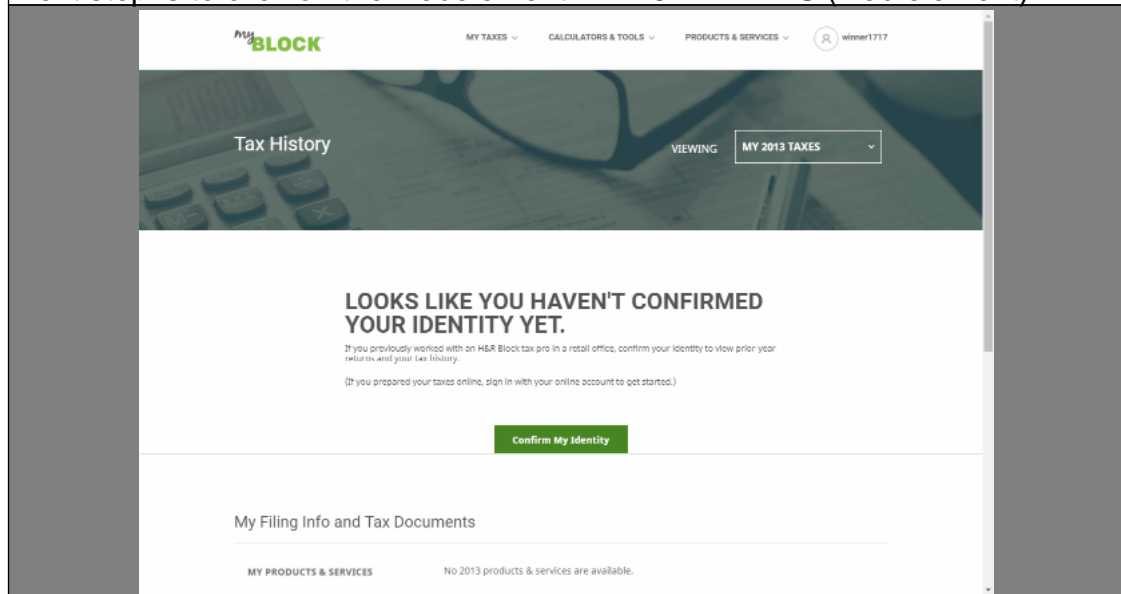 my BLOCK
MY TAXES
CALCULATORS & TOOLS
PRODUCTS & SERVICES
winner1717
Tax History
VIEWING
MY 2013 TAXES
LOOKS LIKE YOU HAVEN'T CONFIRMED
YOUR IDENTITY YET.
If you previously worked with an H&R Block tax pro in a retail office, confirm your identity to view prior year
returns and your tax history.
(If you prepared your taxes online, sign in with your online account to get started.)
Confirm My Identity
My Filing Info and Tax Documents
MY PRODUCTS & SERVICES
No 2013 products & services are available.